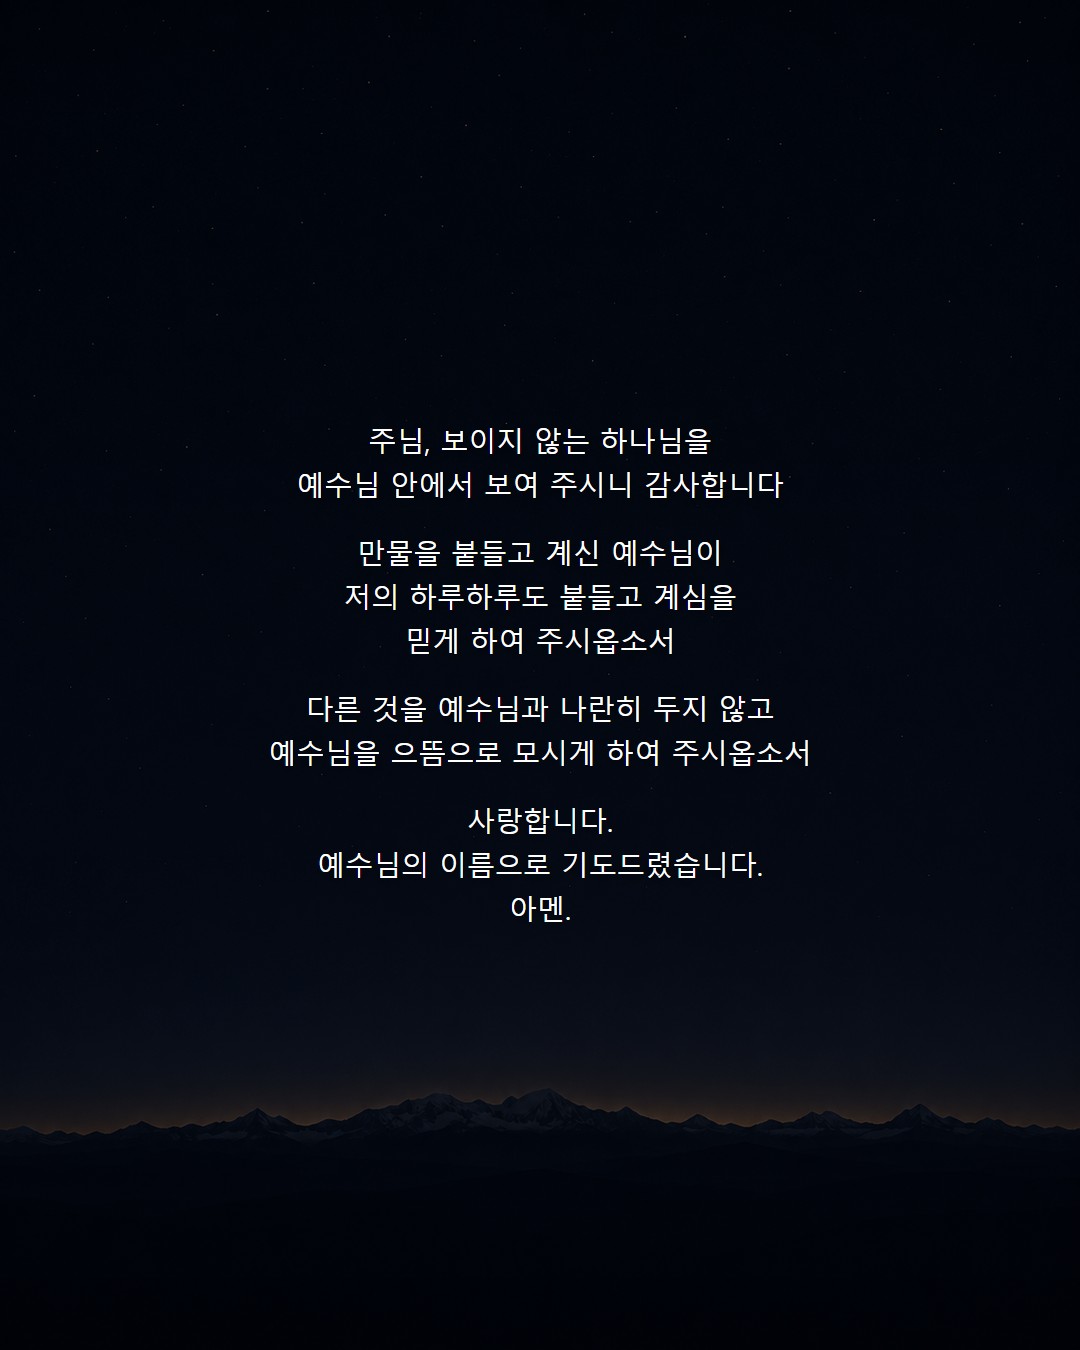 주님, 보이지 않는 하나님을
예수님 안에서 보여 주시니 감사합니다
만물을 붙들고 계신 예수님이
저의 하루하루도 붙들고 계심을
믿게 하여 주시옵소서
다른 것을 예수님과 나란히 두지 않고
예수님을 으뜸으로 모시게 하여 주시옵소서
사랑합니다.
예수님의 이름으로 기도드렸습니다.
아멘.